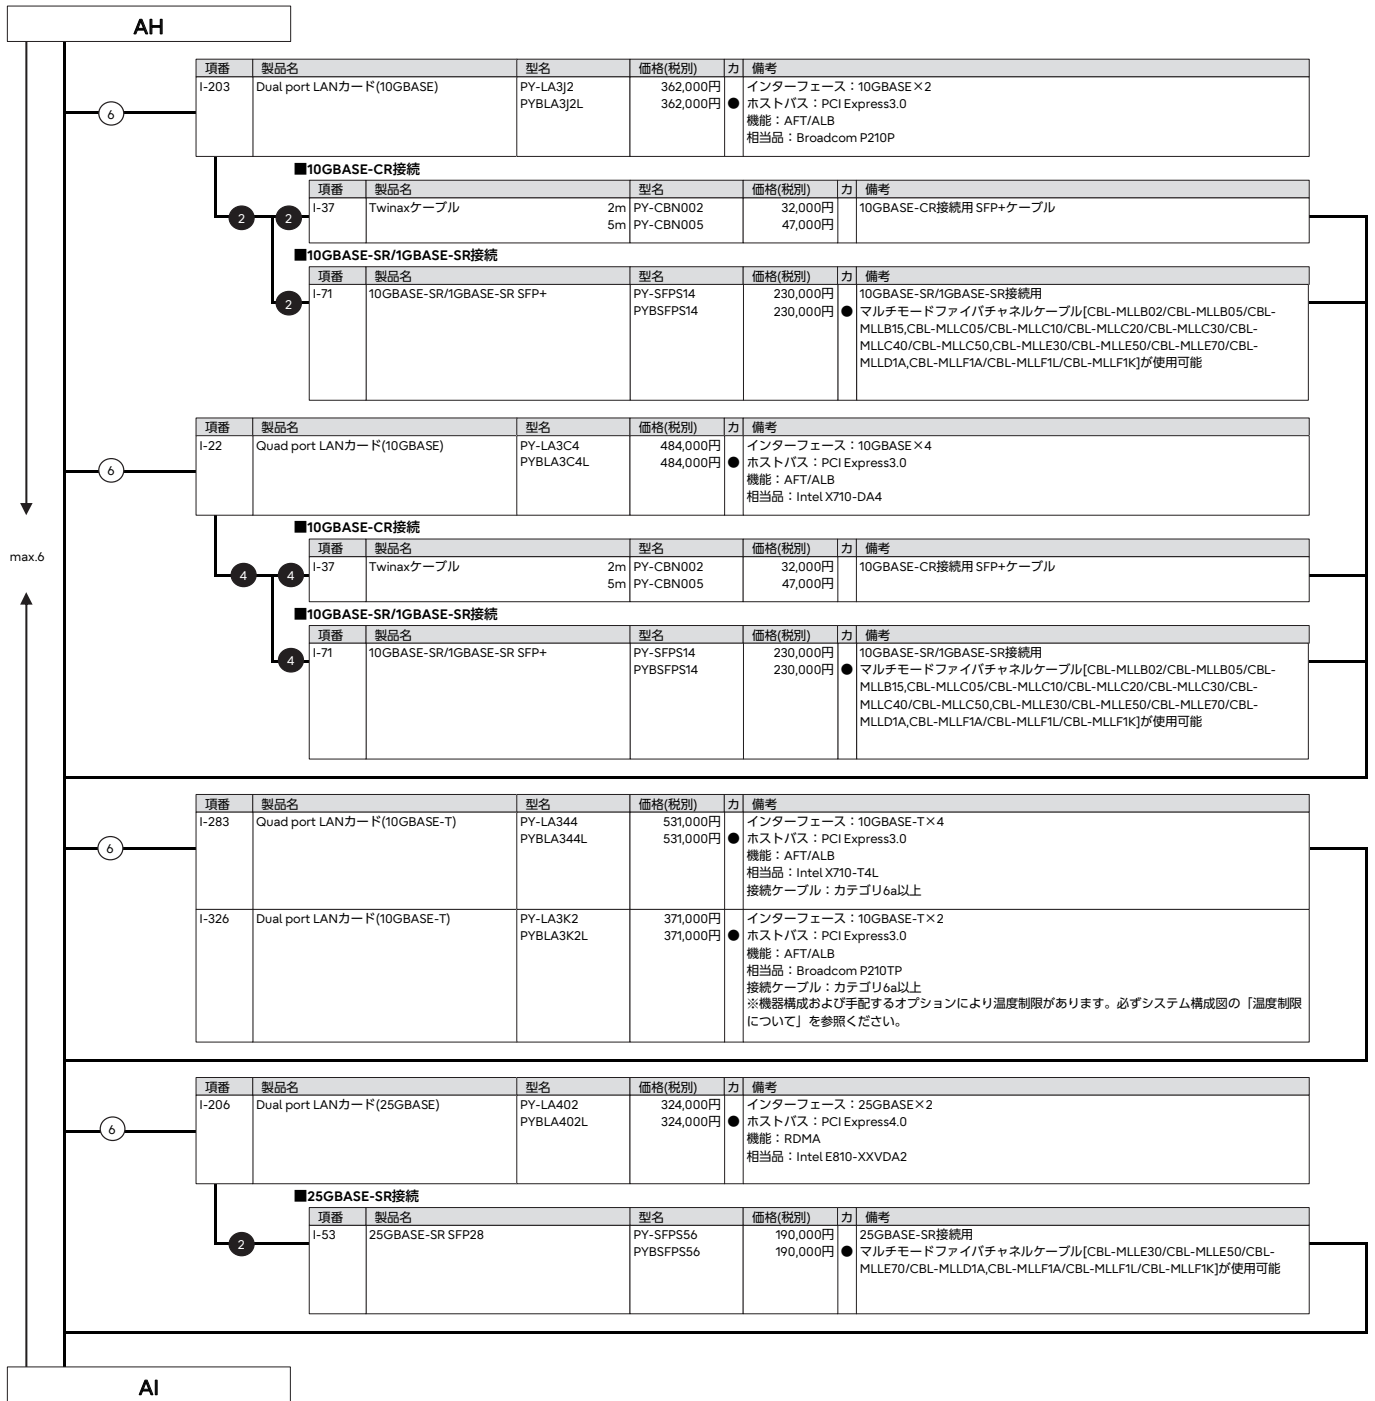 AH
項番 製品名 型名 価格(税別) カ 備考
I-203 Dual port LANカード(10GBASE) PY-LA3J2 362,000円 インターフェース：10GBASE×2
PYBLA3J2L 362,000円 ● ホストバス：PCI Express3.0
機能：AFT/ALB
相当品：Broadcom P210P
6
■10GBASE-CR接続
項番 製品名 型名 価格(税別) カ 備考
I-37 Twinaxケーブル 2m PY-CBN002 32,000円 10GBASE-CR接続用 SFP+ケーブル
5m PY-CBN005 47,000円
2 2
■10GBASE-SR/1GBASE-SR接続
項番 製品名 型名 価格(税別) カ 備考
I-71 10GBASE-SR/1GBASE-SR SFP+ PY-SFPS14 230,000円 10GBASE-SR/1GBASE-SR接続用
2 PYBSFPS14 230,000円 ● マルチモードファイバチャネルケーブル[CBL-MLLB02/CBL-MLLB05/CBL-
MLLB15,CBL-MLLC05/CBL-MLLC10/CBL-MLLC20/CBL-MLLC30/CBL-
MLLC40/CBL-MLLC50,CBL-MLLE30/CBL-MLLE50/CBL-MLLE70/CBL-
MLLD1A,CBL-MLLF1A/CBL-MLLF1L/CBL-MLLF1K]が使用可能
項番 製品名 型名 価格(税別) カ 備考
I-22 Quad port LANカード(10GBASE) PY-LA3C4 484,000円 インターフェース：10GBASE×4
PYBLA3C4L 484,000円 ● ホストバス：PCI Express3.0
6
機能：AFT/ALB
相当品：Intel X710-DA4
■10GBASE-CR接続
max.6
項番 製品名 型名 価格(税別) カ 備考
I-37 Twinaxケーブル 2m PY-CBN002 32,000円 10GBASE-CR接続用 SFP+ケーブル
4 4
5m PY-CBN005 47,000円
■10GBASE-SR/1GBASE-SR接続
項番 製品名 型名 価格(税別) カ 備考
I-71 10GBASE-SR/1GBASE-SR SFP+ PY-SFPS14 230,000円 10GBASE-SR/1GBASE-SR接続用
4 PYBSFPS14 230,000円 ● マルチモードファイバチャネルケーブル[CBL-MLLB02/CBL-MLLB05/CBL-
MLLB15,CBL-MLLC05/CBL-MLLC10/CBL-MLLC20/CBL-MLLC30/CBL-
MLLC40/CBL-MLLC50,CBL-MLLE30/CBL-MLLE50/CBL-MLLE70/CBL-
MLLD1A,CBL-MLLF1A/CBL-MLLF1L/CBL-MLLF1K]が使用可能
項番 製品名 型名 価格(税別) カ 備考
I-283 Quad port LANカード(10GBASE-T) PY-LA344 531,000円 インターフェース：10GBASE-T×4
PYBLA344L 531,000円 ● ホストバス：PCI Express3.0
6
機能：AFT/ALB
相当品：Intel X710-T4L
接続ケーブル：カテゴリ6a以上
I-326 Dual port LANカード(10GBASE-T) PY-LA3K2 371,000円 インターフェース：10GBASE-T×2
PYBLA3K2L 371,000円 ● ホストバス：PCI Express3.0
機能：AFT/ALB
相当品：Broadcom P210TP
接続ケーブル：カテゴリ6a以上
※機器構成および手配するオプションにより温度制限があります。必ずシステム構成図の「温度制限
について」を参照ください。
項番 製品名 型名 価格(税別) カ 備考
I-206 Dual port LANカード(25GBASE) PY-LA402 324,000円 インターフェース：25GBASE×2
PYBLA402L 324,000円 ● ホストバス：PCI Express4.0
6
機能：RDMA
相当品：Intel E810-XXVDA2
■25GBASE-SR接続
項番 製品名 型名 価格(税別) カ 備考
I-53 25GBASE-SR SFP28 PY-SFPS56 190,000円 25GBASE-SR接続用
2 PYBSFPS56 190,000円 ● マルチモードファイバチャネルケーブル[CBL-MLLE30/CBL-MLLE50/CBL-
MLLE70/CBL-MLLD1A,CBL-MLLF1A/CBL-MLLF1L/CBL-MLLF1K]が使用可能
AI